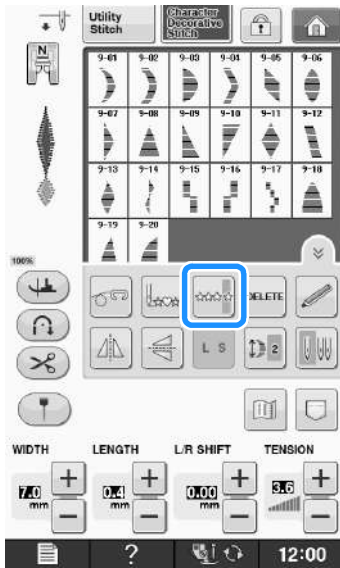 Utility
Stitch
Character
Decorative
Stitch
N
9-01 9-02 9-03 9-04 9-05 9-06
9-07 9-08 9-09 9-10 9-11 9-12
9-13 9-14 9-15 9-16 9-17 9-18
9-19 9-20
100%
DELETE
L S
2
WIDTH LENGTH L/R SHIFT TENSION
7.0 mm + − 0.4 mm + − 0.00 mm + − 3.6 + −
? 12:00